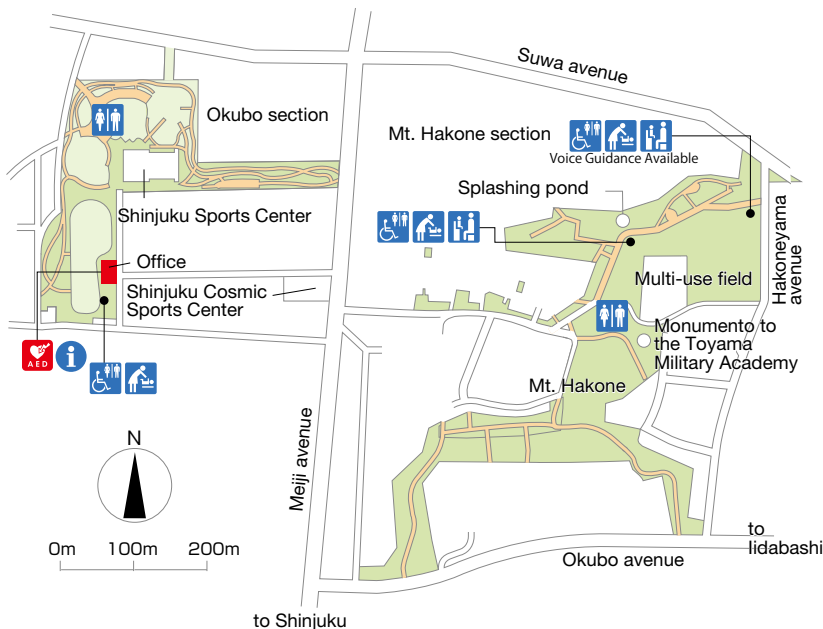 Suwa avenue
Okubo section
Mt. Hakone section
Voice Guidance Available
Splashing pond
Shinjuku Sports Center
Office
Shinjuku Cosmic
Sports Center
Multi-use field
Hakoneyama
avenue
Monumento to
the Toyama
Military Academy
AED
i
Mt. Hakone
Meiji avenue
N
0m 100m 200m
Okubo avenue
to
Iidabashi
to Shinjuku